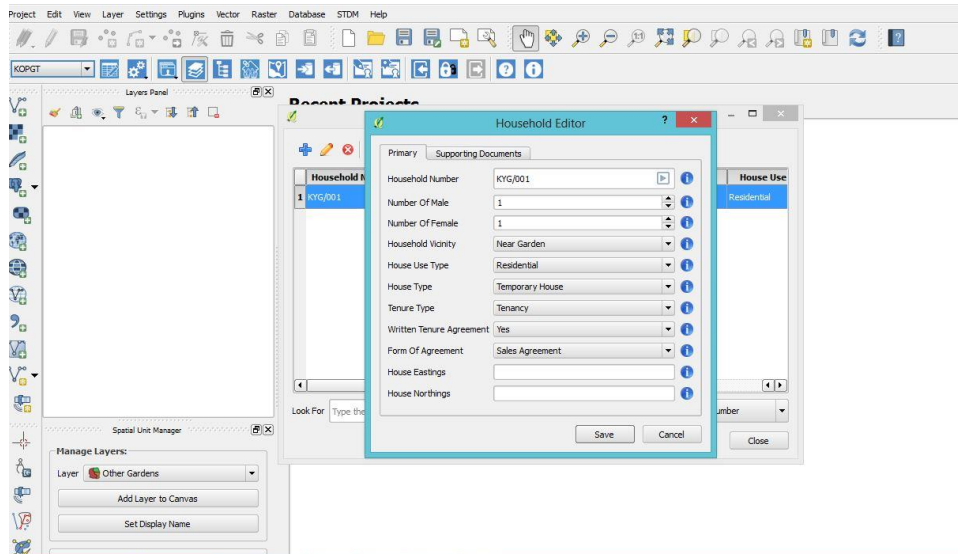 Project Edit View Layer Settings Plugins Vector Raster Database STDM Help
KOPGT
Layers Panel
Recent Projects
Household Editor
Primary Supporting Documents
Household Number KYG/001
Number Of Male 1
Number Of Female 1
Household Vicinity Near Garden
House Use Type Residential
House Type Temporary House
Tenure Type Tenancy
Written Tenure Agreement Yes
Form Of Agreement Sales Agreement
House Eastings
House Northings
Save Cancel
Household N House Use
1 KYG/001 Residential
Look For Type the umber
Close
Spatial Unit Manager
Manage Layers:
Layer Other Gardens
Add Layer to Canvas
Set Display Name